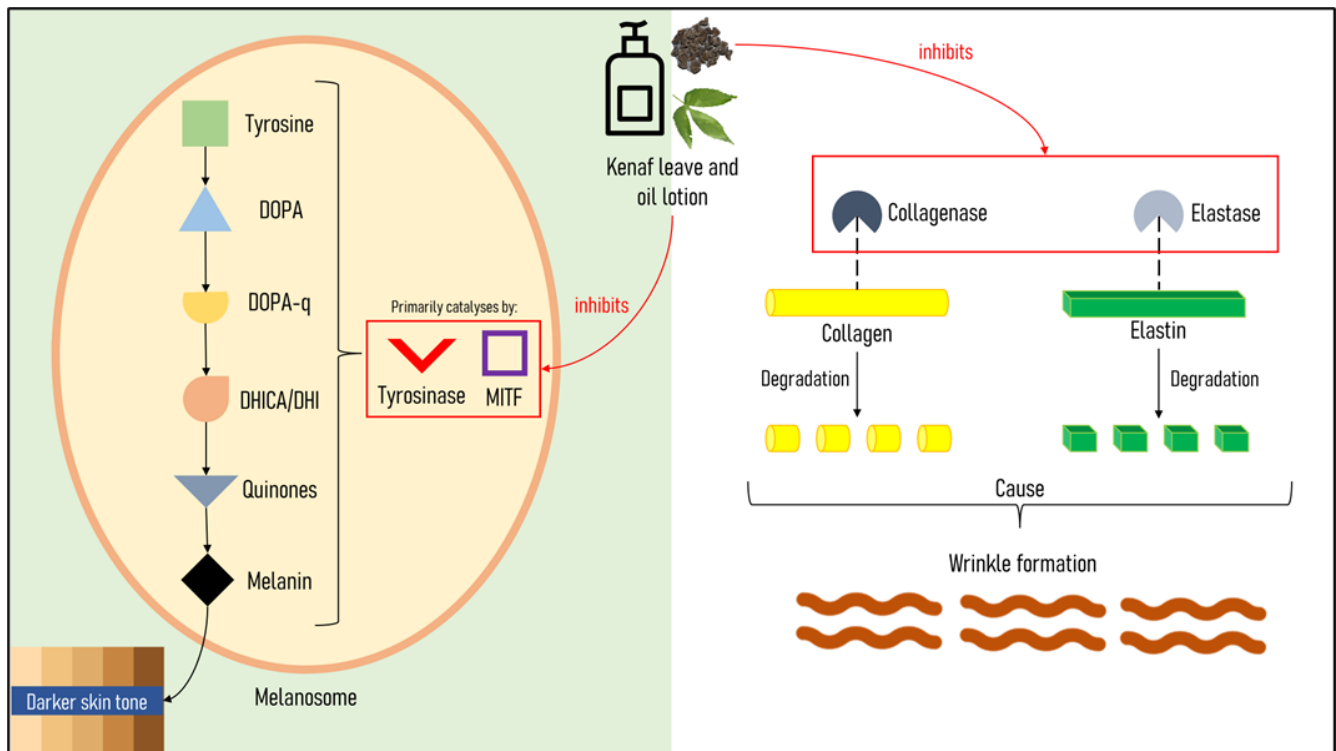 Tyrosine
DOPA
DOPA-q
DHICA/DHI
Quinones
Melanin
Darker skin tone
Melanosome
Primarily catalyses by:
Tyrosinase
MITF
inhibits
Kenaf leave and
oil lotion
inhibits
Collagenase
Elastase
Collagen
Elastin
Degradation
Degradation
Cause
Wrinkle formation